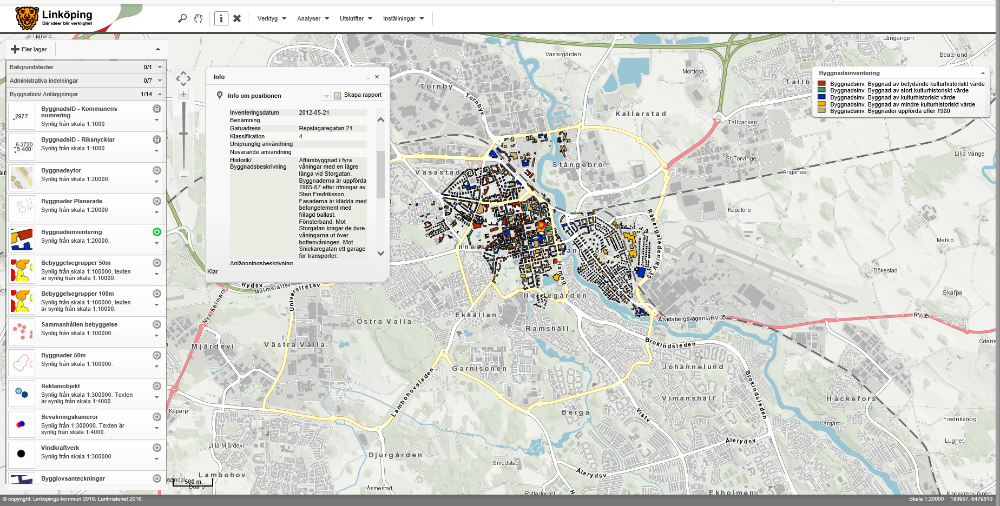 Linköping
Där idéer blir verklighet
Verktyg
Analyser
Utskrifter
Inställningar
Fler lager
Bakgrundstexter 0/1
Administrativa indelningar 0/7
Byggnation/ Anläggningar 1/14
2977
ByggnadsID - Kommunens
numrering
Synlig från skala 1:1000
6-3720
5-400
ByggnadsID - Riksnycklar
Synlig från skala 1:1000
Byggnadsytor
Synlig från skala 1:20000.
Byggnader Planerade
Synlig från skala 1:20000
Byggnadsinventering
Synlig från skala 1:20000.
Bebyggelsegrupper 50m
Synlig från skala 1:100000, texten
är synlig från skala 1:10000.
Bebyggelsegrupper 100m
Synlig från skala 1:100000, texten
är synlig från skala 1:10000.
Sammanhållen bebyggelse
Synlig från skala 1:100000.
Byggnader 50m
Synlig från skala 1:100000.
Reklamobjekt
Synlig från skala 1:300000. Texten
är synlig från skala 1:4000.
Bevakningskameror
Synlig från 1:300000. Texten är
synlig från skala 1:4000.
Vindkraftverk
Synlig från skala 1:300000.
Bygglovsanteckningar
Info
Info om positionen
Skapa rapport
Inventeringsdatum 2012-05-21
Benämning
Gatuadress Repslagaregatan 21
Klassifikation 4
Ursprunglig användning
Nuvarande användning
Historik/
Byggnadsbeskrivning
Affärsbyggnad i fyra
våningar med en lägre
länga vid Storgatan.
Byggnaderna är uppförda
1965-67 efter ritningar av
Sten Fredriksson.
Fasaderna är klädda med
betongelement med
frilagd ballast.
Fönsterband. Mot
Storgatan kragar de övre
våningarna ut över
bottenvåningen. Mot
Snickaregatan ett garage
för transporter.
Anläggningsbeskrivning
Klar
Byggnadsinventering
Byggnadsinv. Byggnad av betydande kulturhistoriskt värde
Byggnadsinv. Byggnad av stort kulturhistoriskt värde
Byggnadsinv. Byggnad av kulturhistoriskt värde
Byggnadsinv. Byggnad av mindre kulturhistoriskt värde
Byggnadsinv. Byggnader uppförda efter 1980
Tjärarp
Långängen
Västergården
Beatelund
Mörtlösa
Tornby
Tornbyv.
Kallerstad
Tallbacken
Lilla Vänge
St Torvinge
Stångebro
Ängsnäs
Vasastaden
Köpetorp
Råbergaleden/RV 35
Metsjö
Bökestad
Hamng.
Skärpa
Rydsv.
Malmslättsv.
Universitetsv.
Nya Kalmarv.
Hejdegården
Ekkällan
Östra Valla
Åtvidabergsvägen / RV 35
RV 35
Ramshäll
Brokindsleden
Mjärdevi
Västra Valla
Garnisonen
Johannelund
Brokindsleden
Lambohovsleden
Vimanshäll
Hackefors
Käparp
Berga
Vistv.
Vårgård
Fredriksborg
Lilla Mjärdevi
Ålerydsv.
Lugnet
Djurgården
Smedstad
Ålerydsv.
Lambohov
Åsmestad
Ryttartorpet
Ekholmen
Klockarehumpen
500 m
© copyright: Linköpings kommun 2016, Lantmäteriet 2016,
Skala 1:20000 183957, 6479810